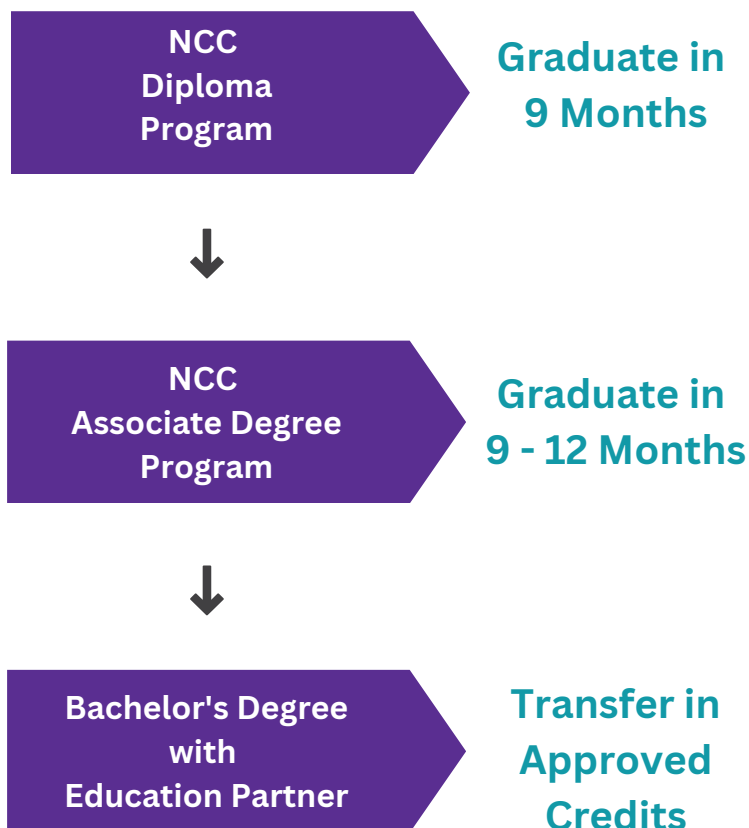 NCC
Diploma
Program
Graduate in
9 Months
NCC
Associate Degree
Program
Graduate in
9 - 12 Months
Bachelor's Degree
with
Education Partner
Transfer in
Approved
Credits